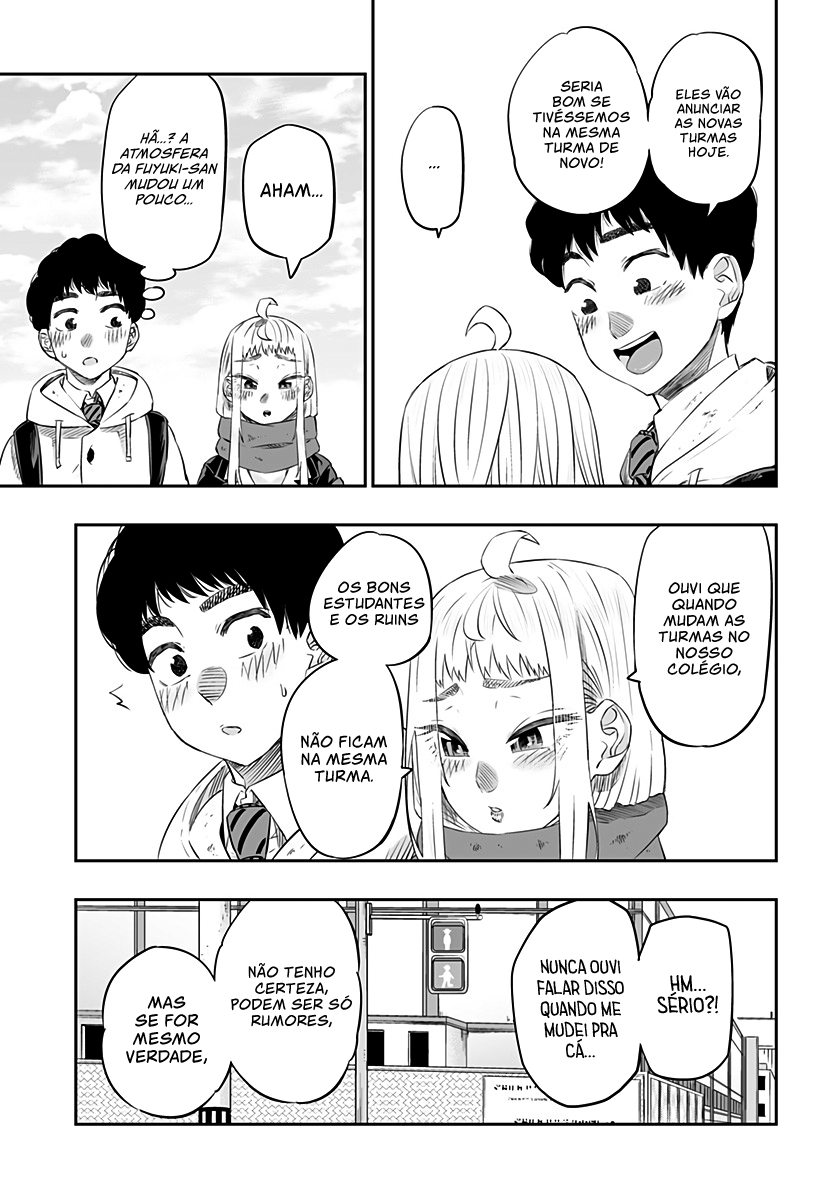 ELES VÃO
ANUNCIAR
AS NOVAS
TURMAS
HOJE.
SERIA
BOM SE
TIVÉSSEMOS
NA MESMA
TURMA DE
NOVO!
...
AHAM...
HÃ...? A
ATMOSFERA
DA FUYUKI-SAN
MUDOU UM
POUCO...
OUVI QUE
QUANDO
MUDAM AS
TURMAS NO
NOSSO
COLÉGIO,
OS BONS
ESTUDANTES
E OS RUINS
NÃO FICAM
NA MESMA
TURMA.
HM...
SÉRIO?!
NUNCA OUVI
FALAR DISSO
QUANDO ME
MUDEI PRA
CÁ...
NÃO TENHO
CERTEZA,
PODEM SER SÓ
RUMORES,
MAS
SE FOR
MESMO
VERDADE,